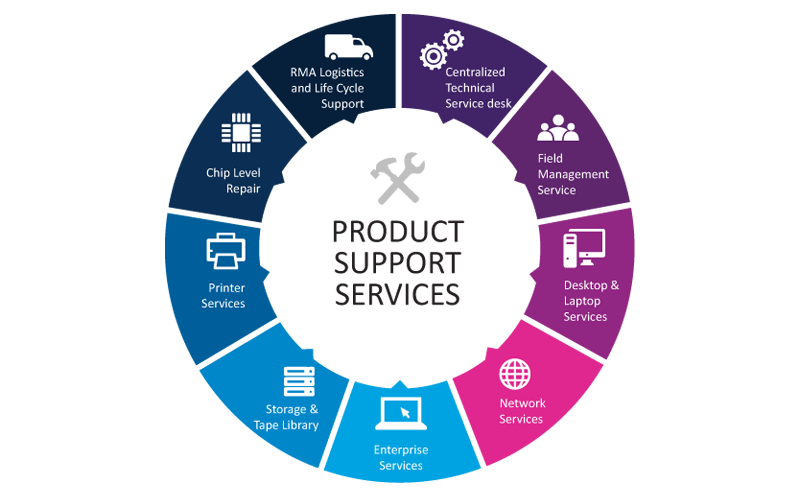 PRODUCT
SUPPORT
SERVICES
Centralized
Technical
Service desk
Field
Management
Service
Desktop &
Laptop
Services
Network
Services
Enterprise
Services
Storage &
Tape Library
Printer
Services
Chip Level
Repair
RMA Logistics
and Life Cycle
Support